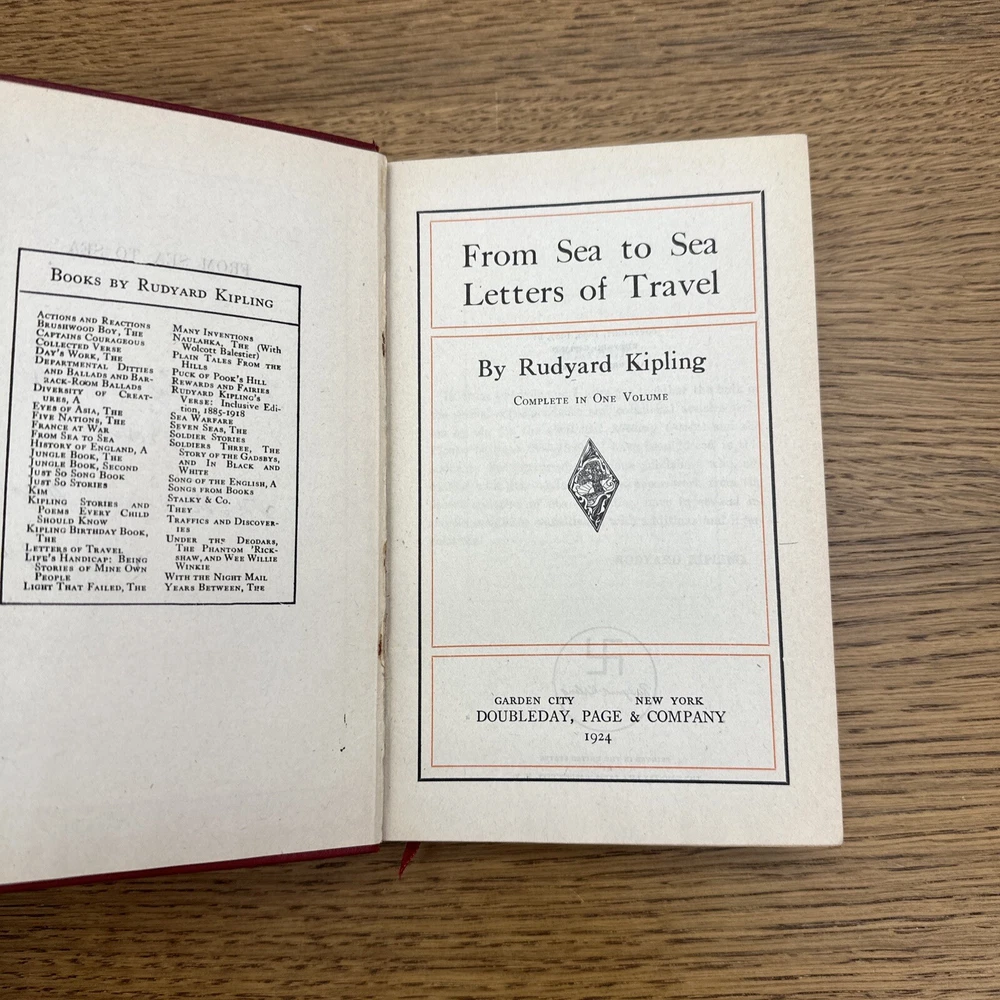 Books by Rudyard Kipling
Actions and Reactions
Brushwood Boy, The
Captains Courageous
Collected Verse
Day's Work, The
Departmental Ditties
and Ballads and Bar-
rack-Room Ballads
Diversity of Creat-
ures, A
Eyes of Asia, The
Five Nations, The
France at War
From Sea to Sea
History of England, A
Jungle Book, The
Jungle Book, Second
Just So Song Book
Just So Stories
Kim
Kipling Stories and
Poems Every Child
Should Know
Kipling Birthday Book,
The
Letters of Travel
Life's Handicap: Being
Stories of Mine Own
People
Light That Failed, The
Many Inventions
Naulahka, The (With
Wolcott Balestier)
Plain Tales From the
Hills
Puck of Pook's Hill
Rewards and Fairies
Rudyard Kipling's
Verse: Inclusive Edi-
tion, 1885-1918
Sea Warfare
Seven Seas, The
Soldier Stories
Soldiers Three, The
Story of the Gadsbys,
and In Black and
White
Song of the English, A
Songs from Books
Stalky & Co.
They
Traffics and Discover-
ies
Under the Deodars,
The Phantom 'Rick-
shaw, and Wee Willie
Winkie
With the Night Mail
Years Between, The
From Sea to Sea
Letters of Travel
By Rudyard Kipling
Complete in One Volume
GARDEN CITY NEW YORK
DOUBLEDAY, PAGE & COMPANY
1924